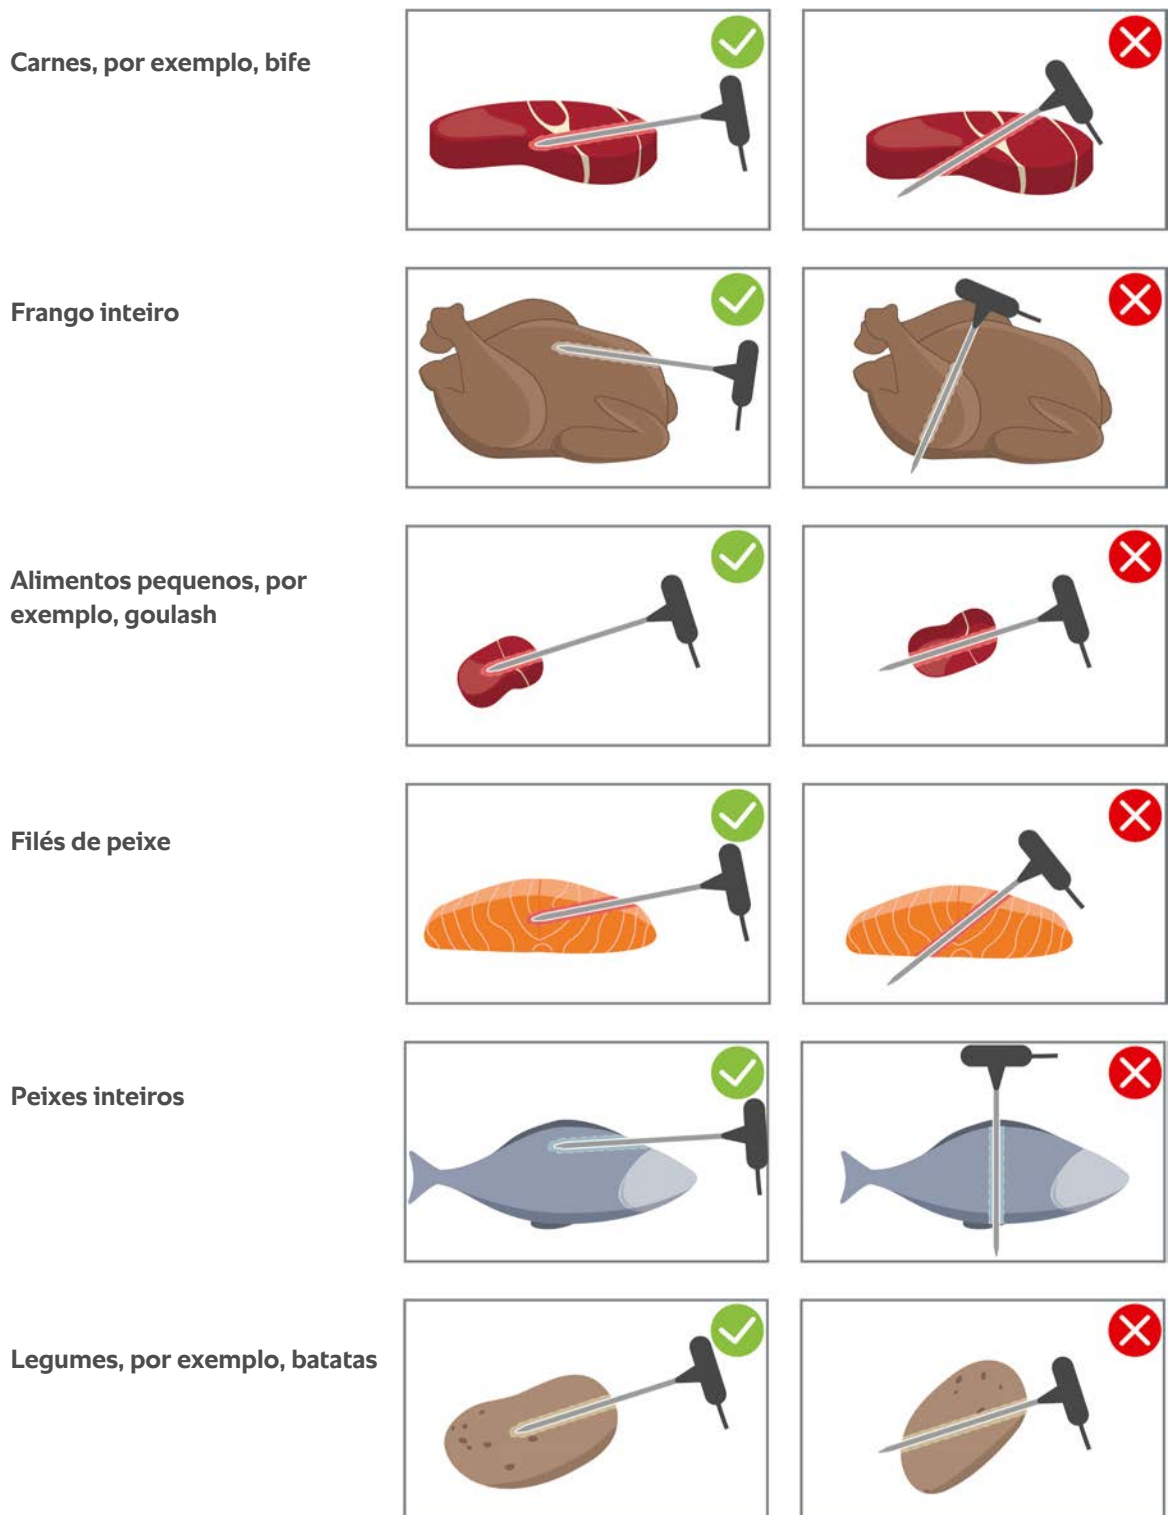 Carnes, por exemplo, bife
Frango inteiro
Alimentos pequenos, por
exemplo, goulash
Filés de peixe
Peixes inteiros
Legumes, por exemplo, batatas